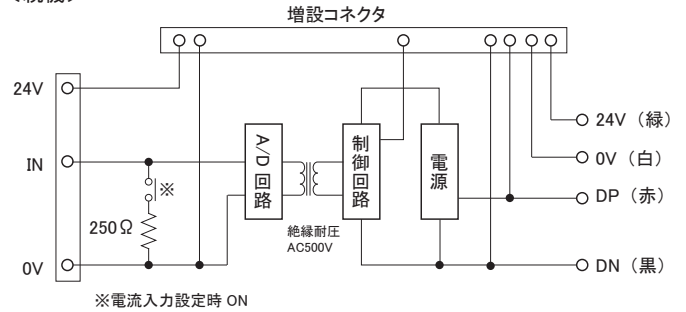 増設コネクタ
24V
IN
0V
※
250Ω
A/D回路
絶縁耐圧
AC500V
制御回路
電源
24V（緑）
0V（白）
DP（赤）
DN（黒）
※電流入力設定時 ON